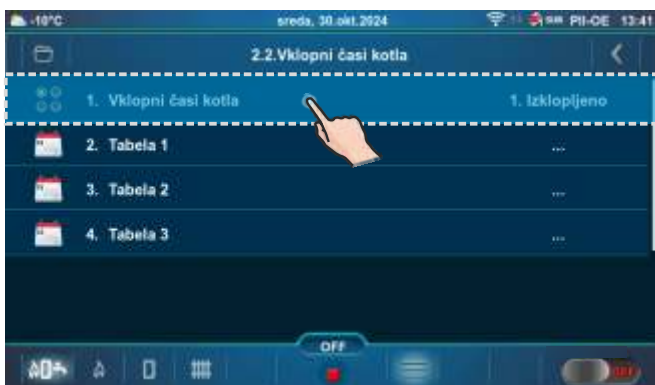 -10°C sreda, 30.okt.2024 PII-OE 13:41
2.2.Vklopni časi kotla
1. Vklopni časi kotla 1. Izklopljeno
2. Tabela 1 ...
3. Tabela 2 ...
4. Tabela 3 ...
OFF
OFF